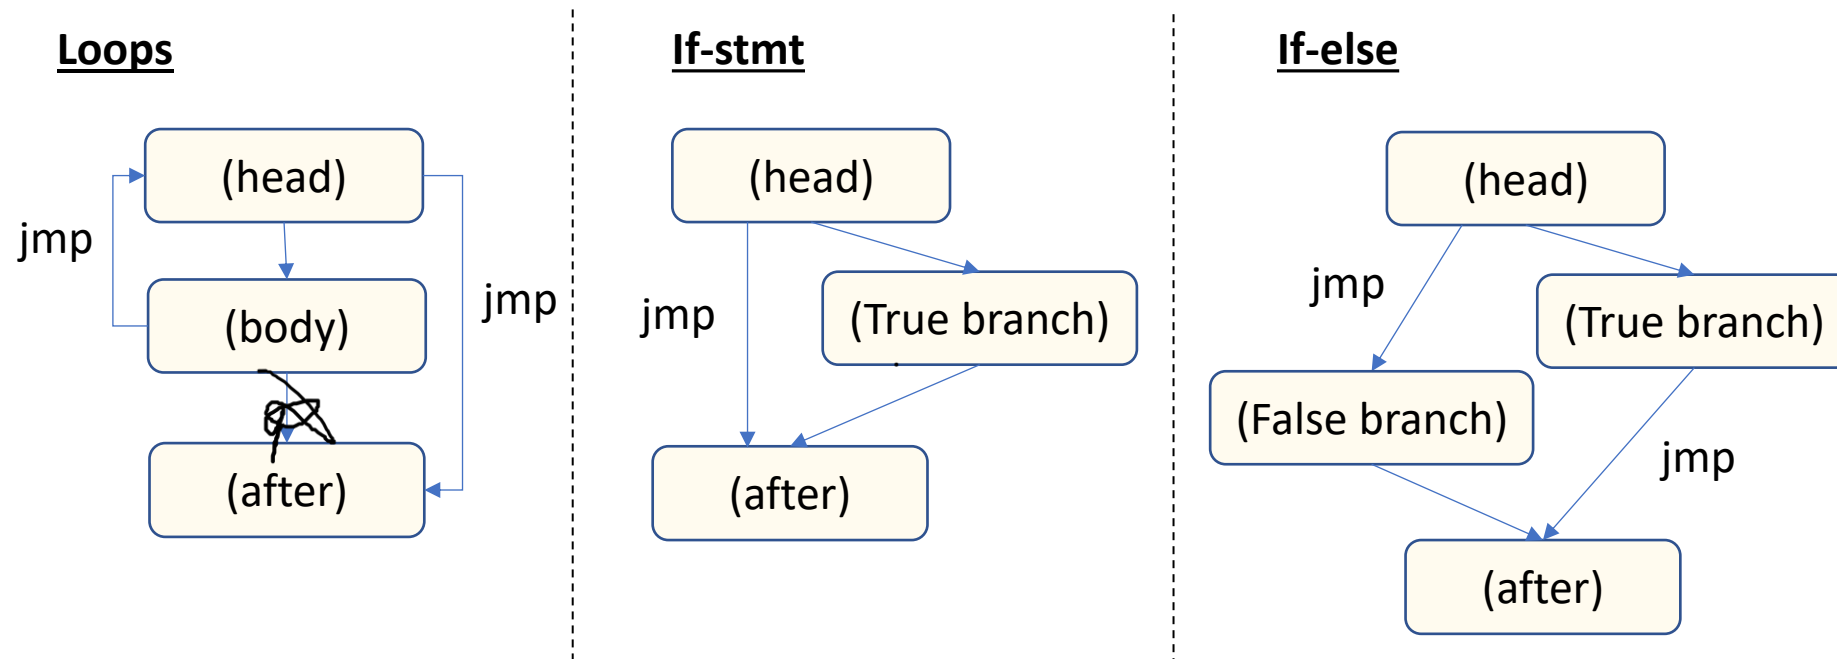 Loops
(head)
jmp
(body)
jmp
(after)
If-stmt
(head)
jmp
(True branch)
(after)
If-else
(head)
jmp
(True branch)
(False branch)
jmp
(after)